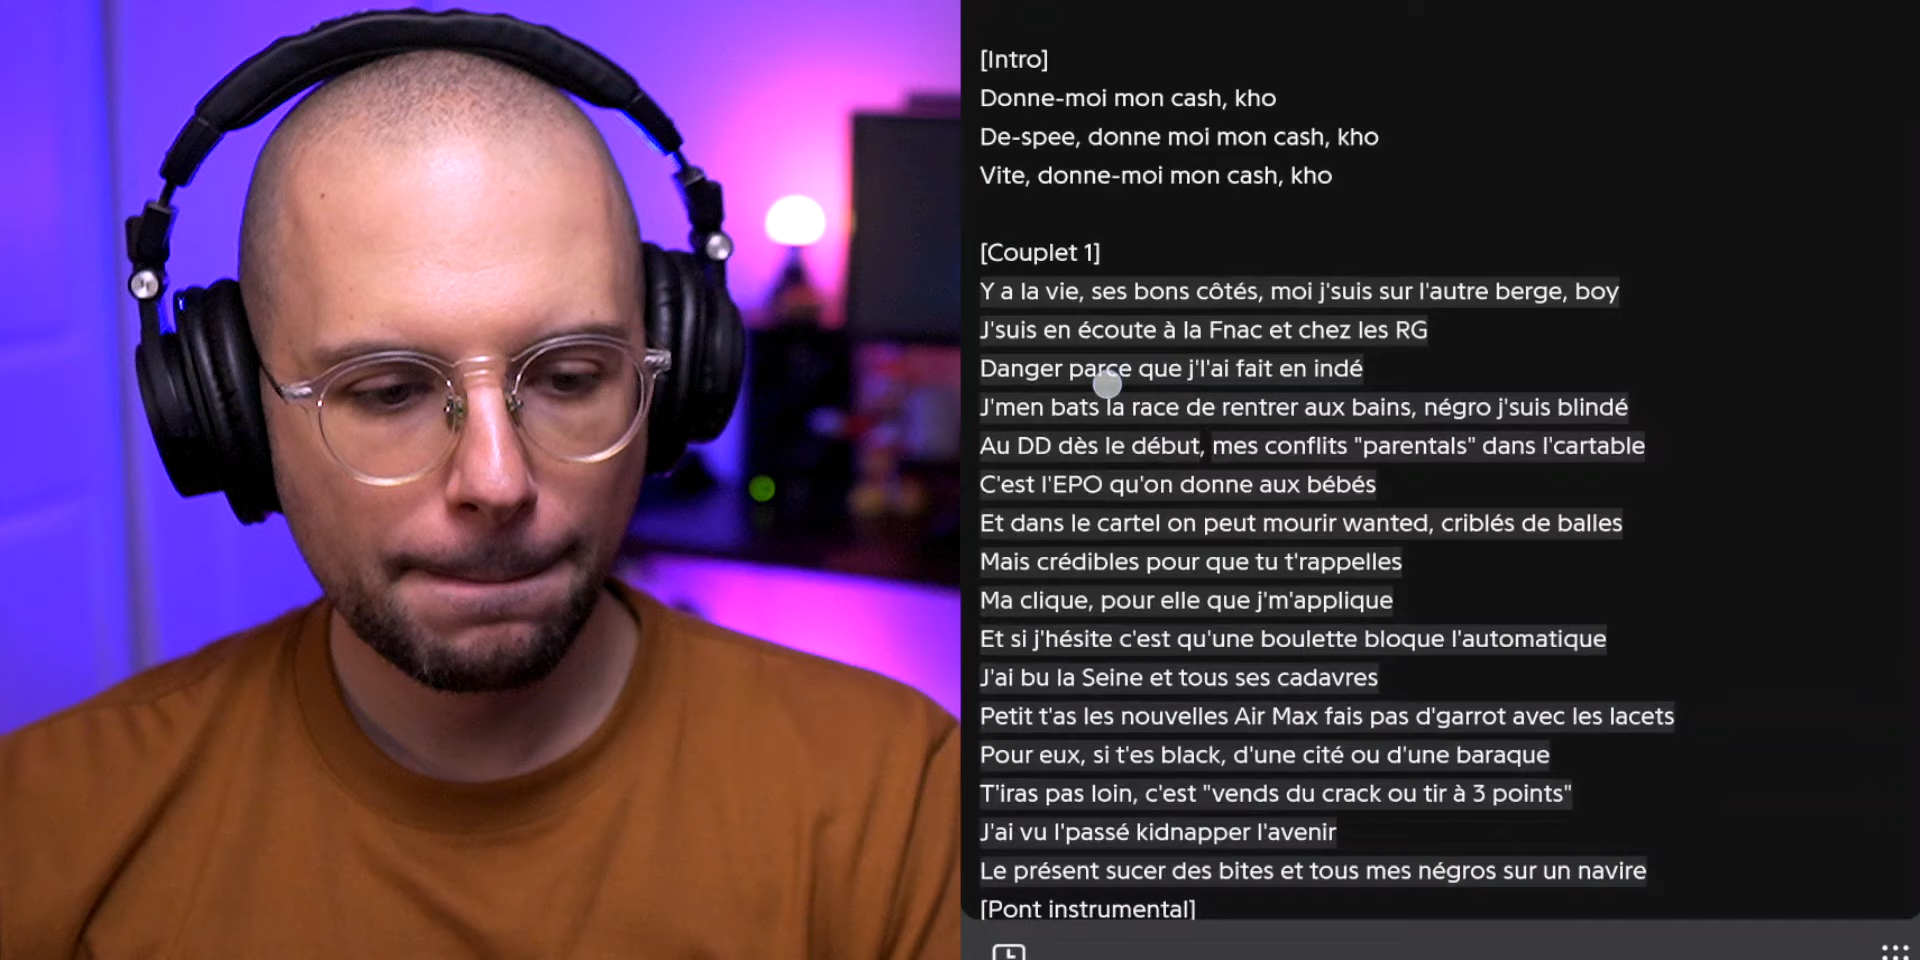 [Intro]
Donne-moi mon cash, kho
De-spee, donne moi mon cash, kho
Vite, donne-moi mon cash, kho
[Couplet 1]
Y a la vie, ses bons côtés, moi j'suis sur l'autre berge, boy
J'suis en écoute à la Fnac et chez les RG
Danger parce que j'l'ai fait en indé
J'men bats la race de rentrer aux bains, négro j'suis blindé
Au DD dès le début, mes conflits "parentals" dans l'cartable
C'est l'EPO qu'on donne aux bébés
Et dans le cartel on peut mourir wanted, criblés de balles
Mais crédibles pour que tu t'rappelles
Ma clique, pour elle que j'm'applique
Et si j'hésite c'est qu'une boulette bloque l'automatique
J'ai bu la Seine et tous ses cadavres
Petit t'as les nouvelles Air Max fais pas d'garrot avec les lacets
Pour eux, si t'es black, d'une cité ou d'une baraque
T'iras pas loin, c'est "vends du crack ou tir à 3 points"
J'ai vu l'passé kidnapper l'avenir
Le présent sucer des bites et tous mes négros sur un navire
[Pont instrumental]